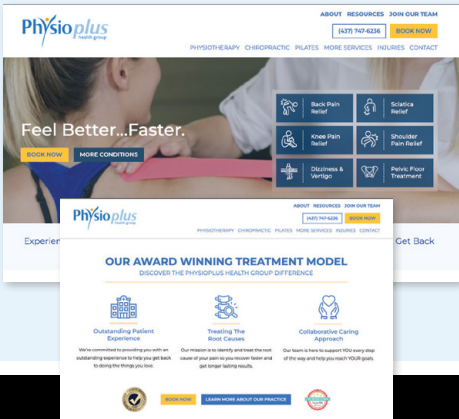 ABOUT RESOURCES JOIN OUR TEAM
Physioplus
health group
(437) 747-6236 BOOK NOW
PHYSIOTHERAPY CHIROPRACTIC PILATES MORE SERVICES INJURIES CONTACT
Feel Better...Faster.
BOOK NOW MORE CONDITIONS
Back Pain
Relief
Sciatica
Relief
Knee Pain
Relief
Shoulder
Pain Relief
Dizziness &
Vertigo
Pelvic Floor
Treatment
Experien
Get Back
ABOUT RESOURCES JOIN OUR TEAM
Physioplus
health group
(437) 747-6236 BOOK NOW
PHYSIOTHERAPY CHIROPRACTIC PILATES MORE SERVICES INJURIES CONTACT
OUR AWARD WINNING TREATMENT MODEL
DISCOVER THE PHYSIOPLUS HEALTH GROUP DIFFERENCE
Outstanding Patient
Experience
We're committed to providing you with an
outstanding experience to help you get back
to doing the things you love.
Treating The
Root Causes
Our mission is to identify and treat the root
cause of your pain so you recover faster and
get longer lasting results.
Collaborative Caring
Approach
Our team is here to support YOU every step
of the way and help you reach YOUR goals.
BOOK NOW LEARN MORE ABOUT OUR PRACTICE